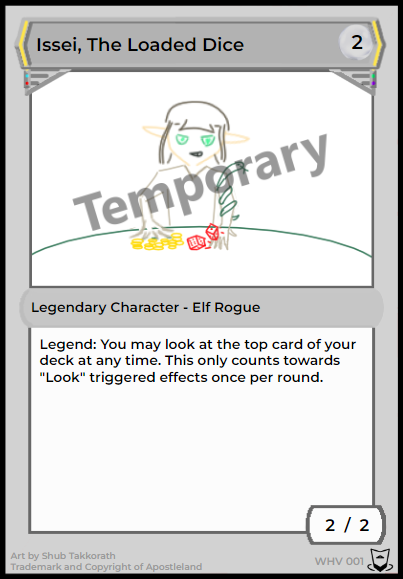 Issei, The Loaded Dice
2
Temporary
Legendary Character - Elf Rogue
Legend: You may look at the top card of your
deck at any time. This only counts towards
"Look" triggered effects once per round.
2 / 2
Art by Shub Takkorath
Trademark and Copyright of Apostleland
WHV 001